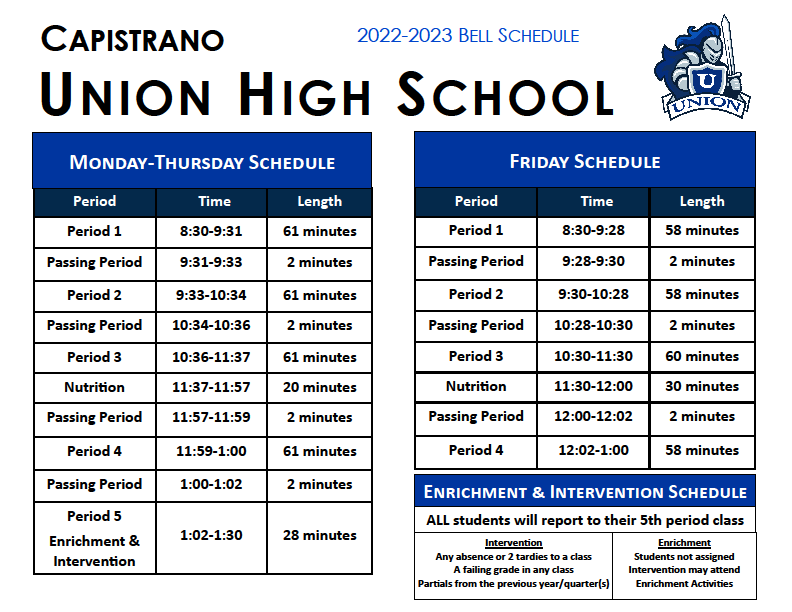 CAPISTRANO
2022-2023 BELL SCHEDULE
UNION HIGH SCHOOL
U
UNION
MONDAY-THURSDAY SCHEDULE
Period Time Length
Period 1 8:30-9:31 61 minutes
Passing Period 9:31-9:33 2 minutes
Period 2 9:33-10:34 61 minutes
Passing Period 10:34-10:36 2 minutes
Period 3 10:36-11:37 61 minutes
Nutrition 11:37-11:57 20 minutes
Passing Period 11:57-11:59 2 minutes
Period 4 11:59-1:00 61 minutes
Passing Period 1:00-1:02 2 minutes
Period 5
Enrichment &
Intervention
1:02-1:30 28 minutes
FRIDAY SCHEDULE
Period Time Length
Period 1 8:30-9:28 58 minutes
Passing Period 9:28-9:30 2 minutes
Period 2 9:30-10:28 58 minutes
Passing Period 10:28-10:30 2 minutes
Period 3 10:30-11:30 60 minutes
Nutrition 11:30-12:00 30 minutes
Passing Period 12:00-12:02 2 minutes
Period 4 12:02-1:00 58 minutes
ENRICHMENT & INTERVENTION SCHEDULE
ALL students will report to their 5th period class
Intervention
Any absence or 2 tardies to a class
A failing grade in any class
Partials from the previous year/quarter(s)
Enrichment
Students not assigned
Intervention may attend
Enrichment Activities